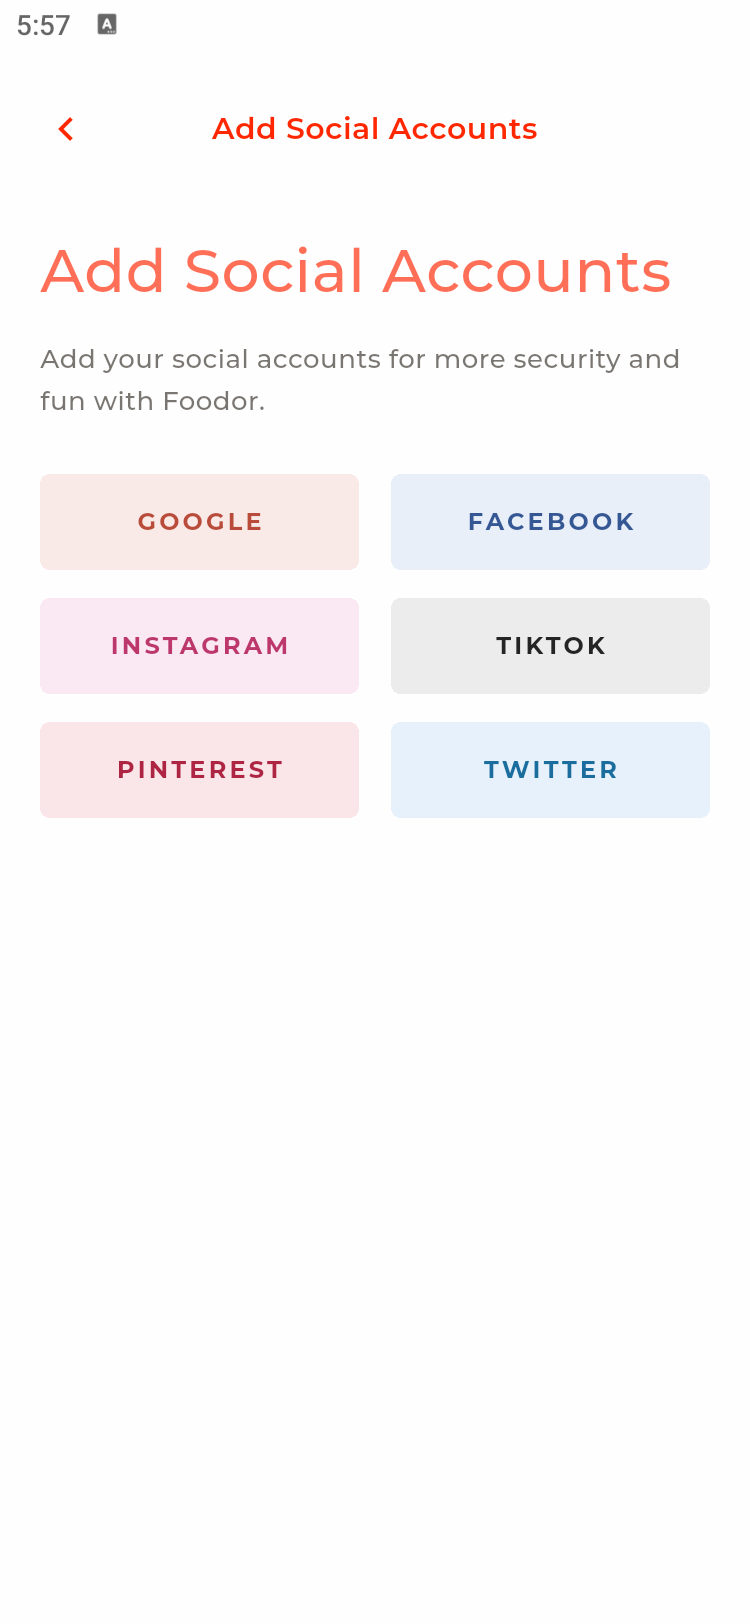 5:57
Add Social Accounts
Add Social Accounts
Add your social accounts for more security and
fun with Foodor.
GOOGLE
FACEBOOK
INSTAGRAM
TIKTOK
PINTEREST
TWITTER